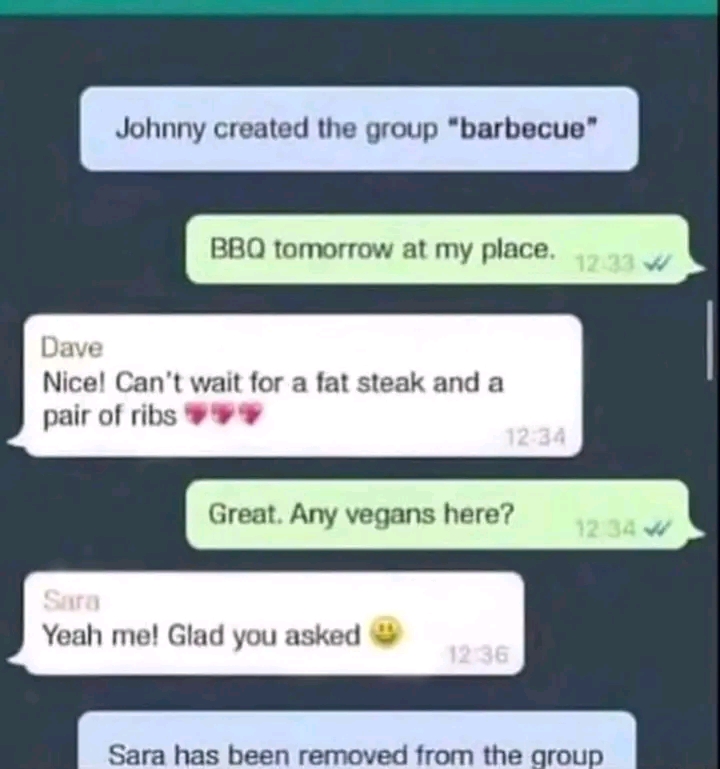 Johnny created the group "barbecue"
BBQ tomorrow at my place.
12:33
Dave
Nice! Can't wait for a fat steak and a
pair of ribs
12:34
Great. Any vegans here?
12:34
Sara
Yeah me! Glad you asked
12:36
Sara has been removed from the group